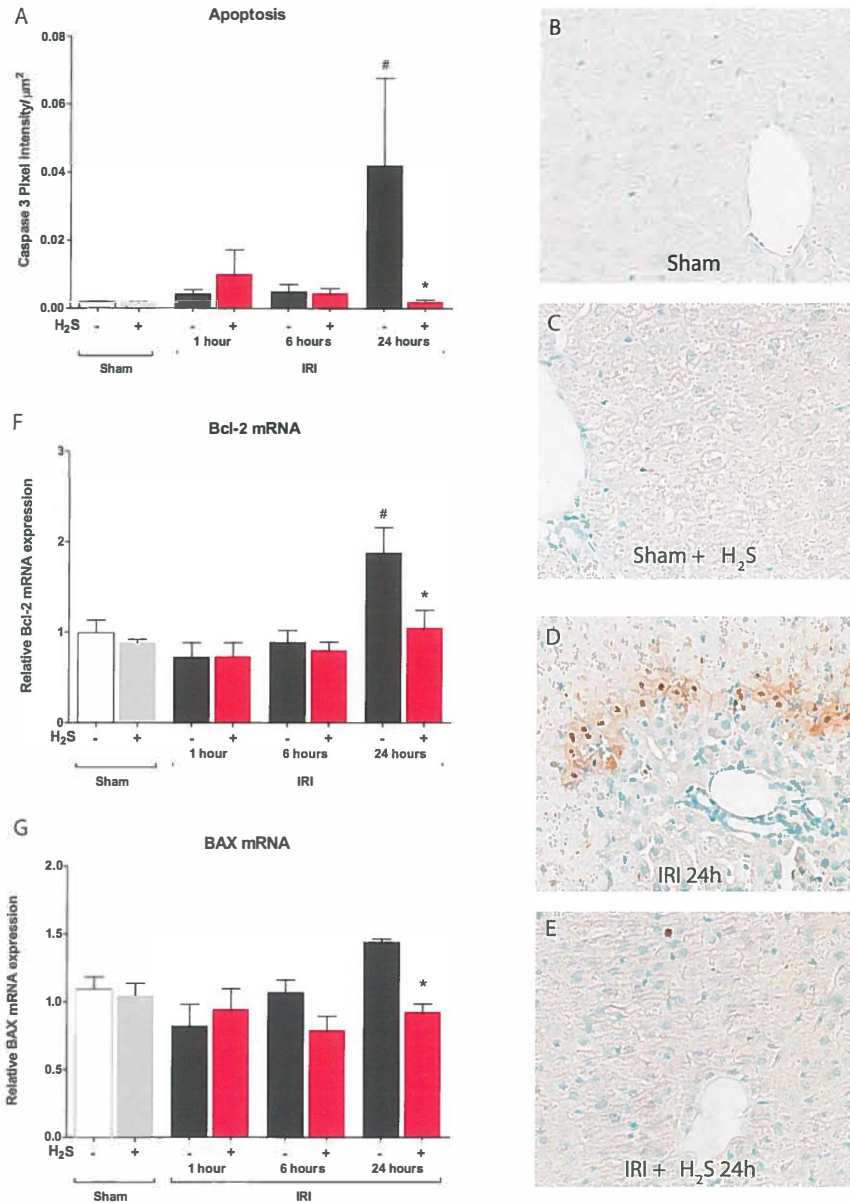 A
Apoptosis
Caspase 3 Pixel intensity/µm²
0.08
0.06
0.04
0.02
0.00
#
*
H₂S - + - + - + - +
1 hour 6 hours 24 hours
Sham IRI
B
Sham
C
Sham + H₂S
F
Bcl-2 mRNA
Relative Bcl-2 mRNA expression
3
2
1
0
#
*
H₂S - + - + - + - +
1 hour 6 hours 24 hours
Sham IRI
D
IRI 24h
G
BAX mRNA
Relative BAX mRNA expression
2.0
1.5
1.0
0.5
0.0
*
H₂S - + - + - + - +
1 hour 6 hours 24 hours
Sham IRI
E
IRI + H₂S 24h